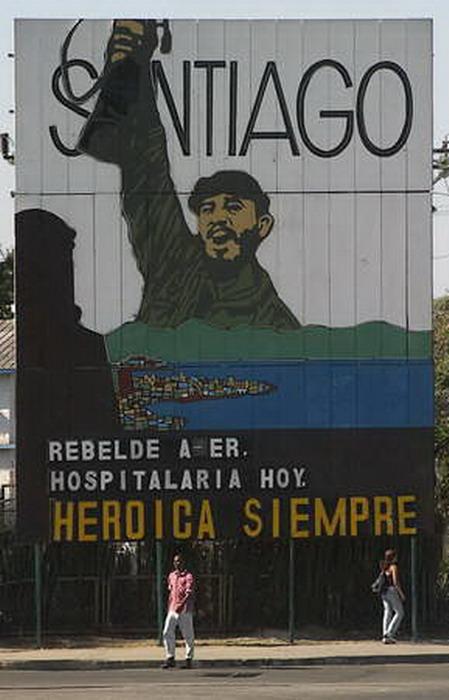 SANTIAGO
REBELDE A ER.
HOSPITALARIA HOY.
HEROICA SIEMPRE